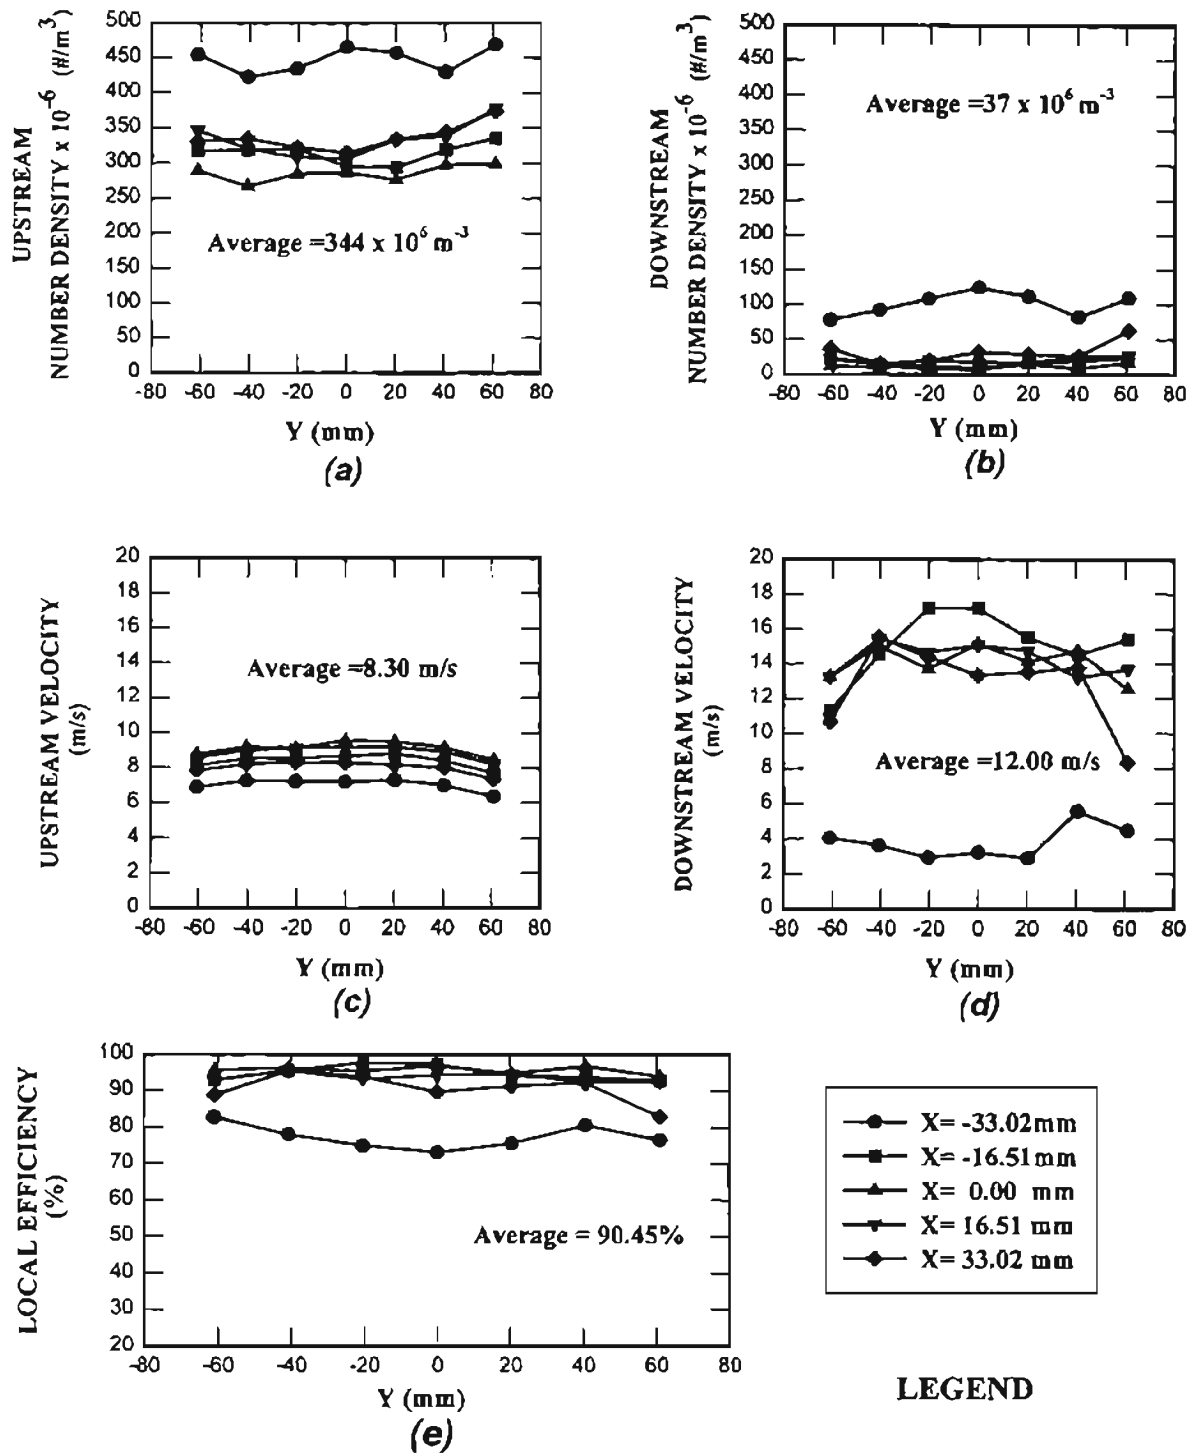 UPSTREAM
NUMBER DENSITY x 10⁻⁶ (#/m³)
500
450
400
350
300
250
200
150
100
50
0
Average =344 x 10⁶ m⁻³
-80 -60 -40 -20 0 20 40 60 80
Y (mm)
(a)
DOWNSTREAM
NUMBER DENSITY x 10⁻⁶ (#/m³)
500
450
400
350
300
250
200
150
100
50
0
Average =37 x 10⁶ m⁻³
-80 -60 -40 -20 0 20 40 60 80
Y (mm)
(b)
UPSTREAM VELOCITY
(m/s)
20
18
16
14
12
10
8
6
4
2
0
Average =8.30 m/s
-80 -60 -40 -20 0 20 40 60 80
Y (mm)
(c)
DOWNSTREAM VELOCITY
(m/s)
20
18
16
14
12
10
8
6
4
2
0
Average =12.00 m/s
-80 -60 -40 -20 0 20 40 60 80
Y (mm)
(d)
LOCAL EFFICIENCY
(%)
100
90
80
70
60
50
40
30
20
Average = 90.45%
-80 -60 -40 -20 0 20 40 60 80
Y (mm)
(e)
X= -33.02mm
X= -16.51mm
X= 0.00 mm
X= 16.51 mm
X= 33.02 mm
LEGEND